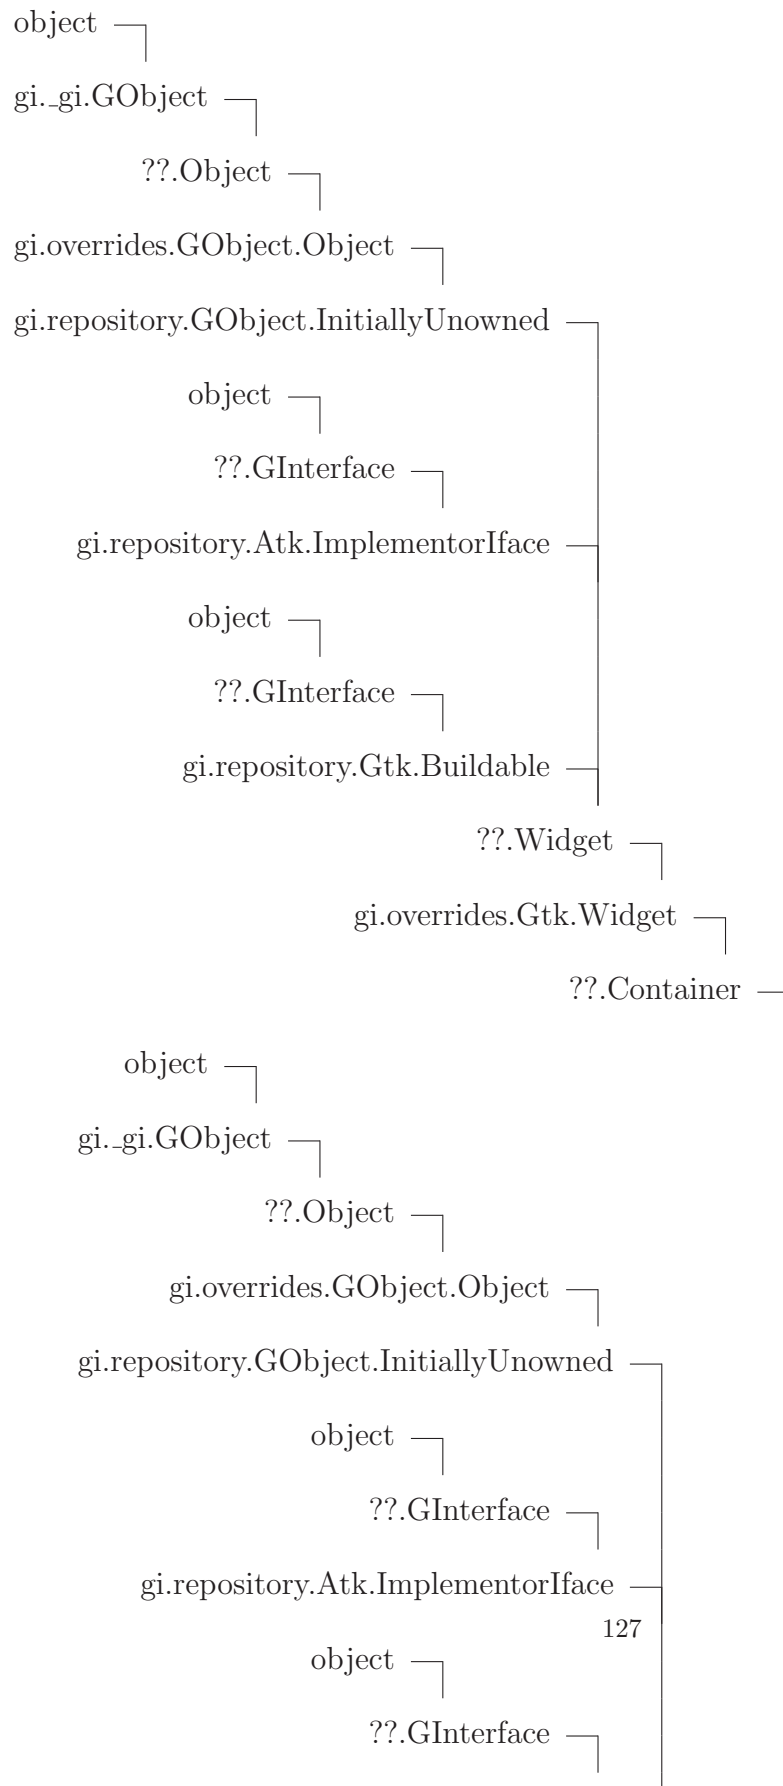 object
gi._gi.GObject
??.Object
gi.overrides.GObject.Object
gi.repository.GObject.InitiallyUnowned
object
??.GInterface
gi.repository.Atk.ImplementorIface
object
??.GInterface
gi.repository.Gtk.Buildable
??.Widget
gi.overrides.Gtk.Widget
??.Container
object
gi._gi.GObject
??.Object
gi.overrides.GObject.Object
gi.repository.GObject.InitiallyUnowned
object
??.GInterface
gi.repository.Atk.ImplementorIface
127
object
??.GInterface